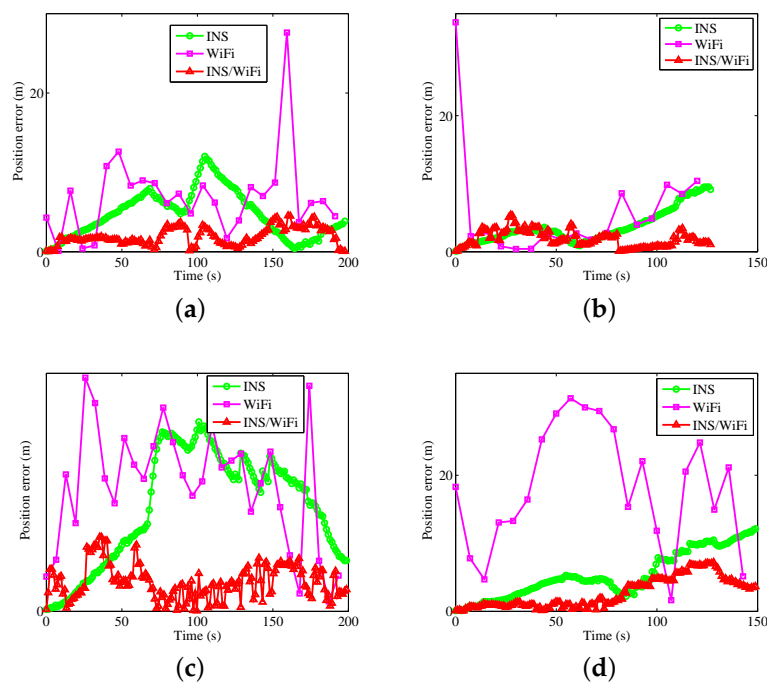 Position error (m)
20
0
INS
WiFi
INS/WiFi
0 50 100 150 200
Time (s)
(a)
Position error (m)
20
0
INS
WiFi
INS/WiFi
0 50 100 150
Time (s)
(b)
Position error (m)
0
INS
WiFi
INS/WiFi
0 50 100 150 200
Time (s)
(c)
Position error (m)
20
0
INS
WiFi
INS/WiFi
0 50 100 150
Time (s)
(d)